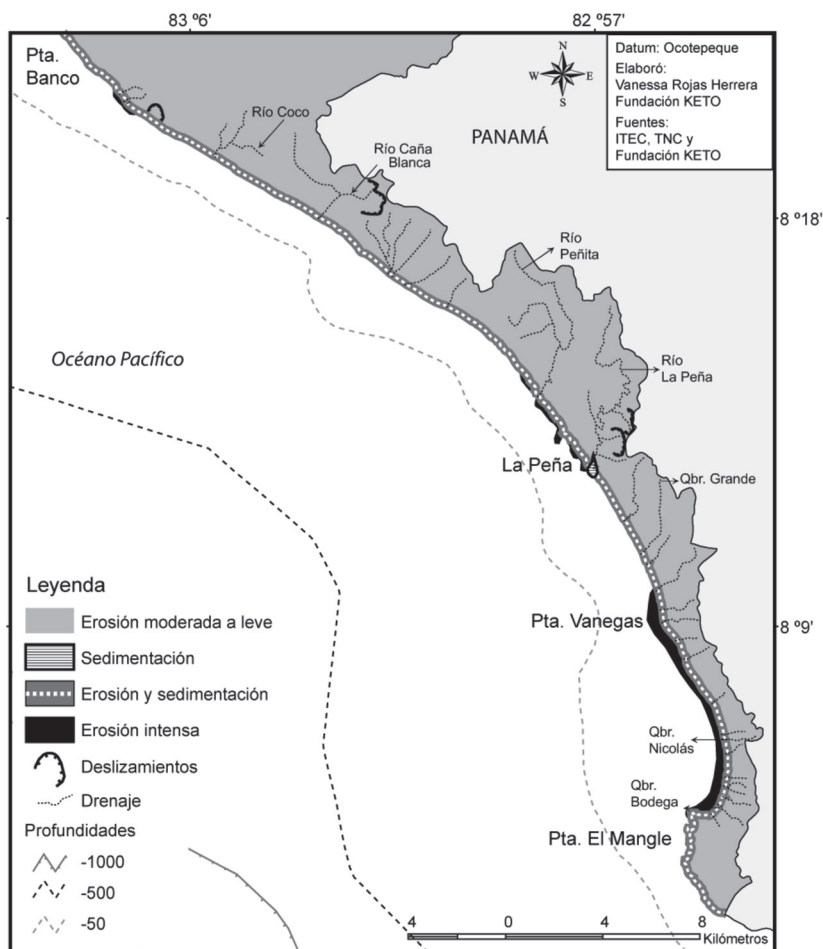 83 º6'
82 º57'
Pta.
Banco
N
W
E
S
Datum: Ocotepeque
Elaboró:
Vanessa Rojas Herrera
Fundación KETO
Fuentes:
ITEC, TNC y
Fundación KETO
Río Coco
PANAMÁ
Río Caña
Blanca
8 º18'
Río
Peñita
Océano Pacífico
Río
La Peña
La Peña
Qbr. Grande
Leyenda
Erosión moderada a leve
Sedimentación
Erosión y sedimentación
Erosión intensa
Deslizamientos
Drenaje
Profundidades
-1000
-500
-50
Pta. Vanegas
8 º9'
Qbr.
Nicolás
Qbr.
Bodega
Pta. El Mangle
4 0 4 8
Kilómetros